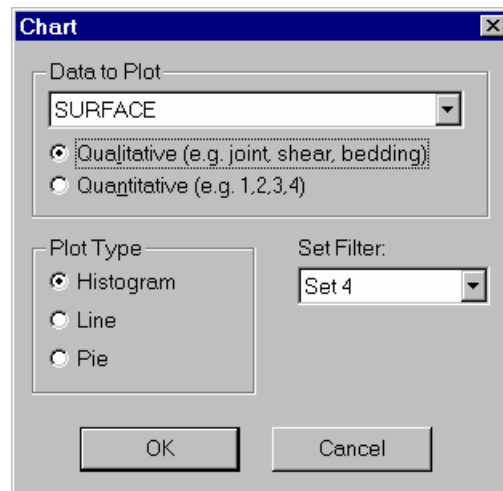 Chart
Data to Plot
SURFACE
Qualitative (e.g. joint, shear, bedding)
Quantitative (e.g. 1,2,3,4)
Plot Type
Set Filter:
Histogram
Set 4
Line
Pie
OK
Cancel